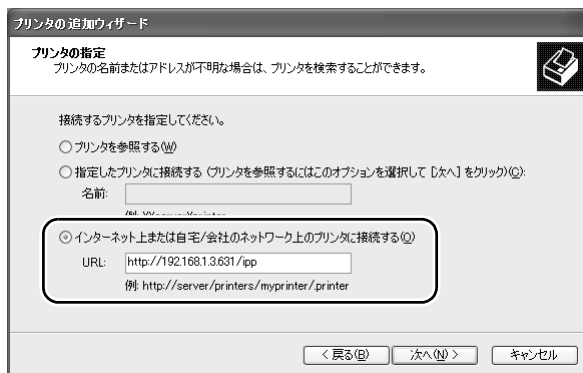 プリンタの追加ウィザード
プリンタの指定
プリンタの名前またはアドレスが不明な場合は、プリンタを検索することができます。
接続するプリンタを指定してください。
プリンタを参照する(W)
指定したプリンタに接続する (プリンタを参照するにはこのオプションを選択して [次へ] をクリック)(C):
名前:
インターネット上または自宅/会社のネットワーク上のプリンタに接続する(O)
URL: http://192.168.1.3.631/ipp
例: http://server/printers/myprinter/.printer
< 戻る(B) 次へ(N) > キャンセル